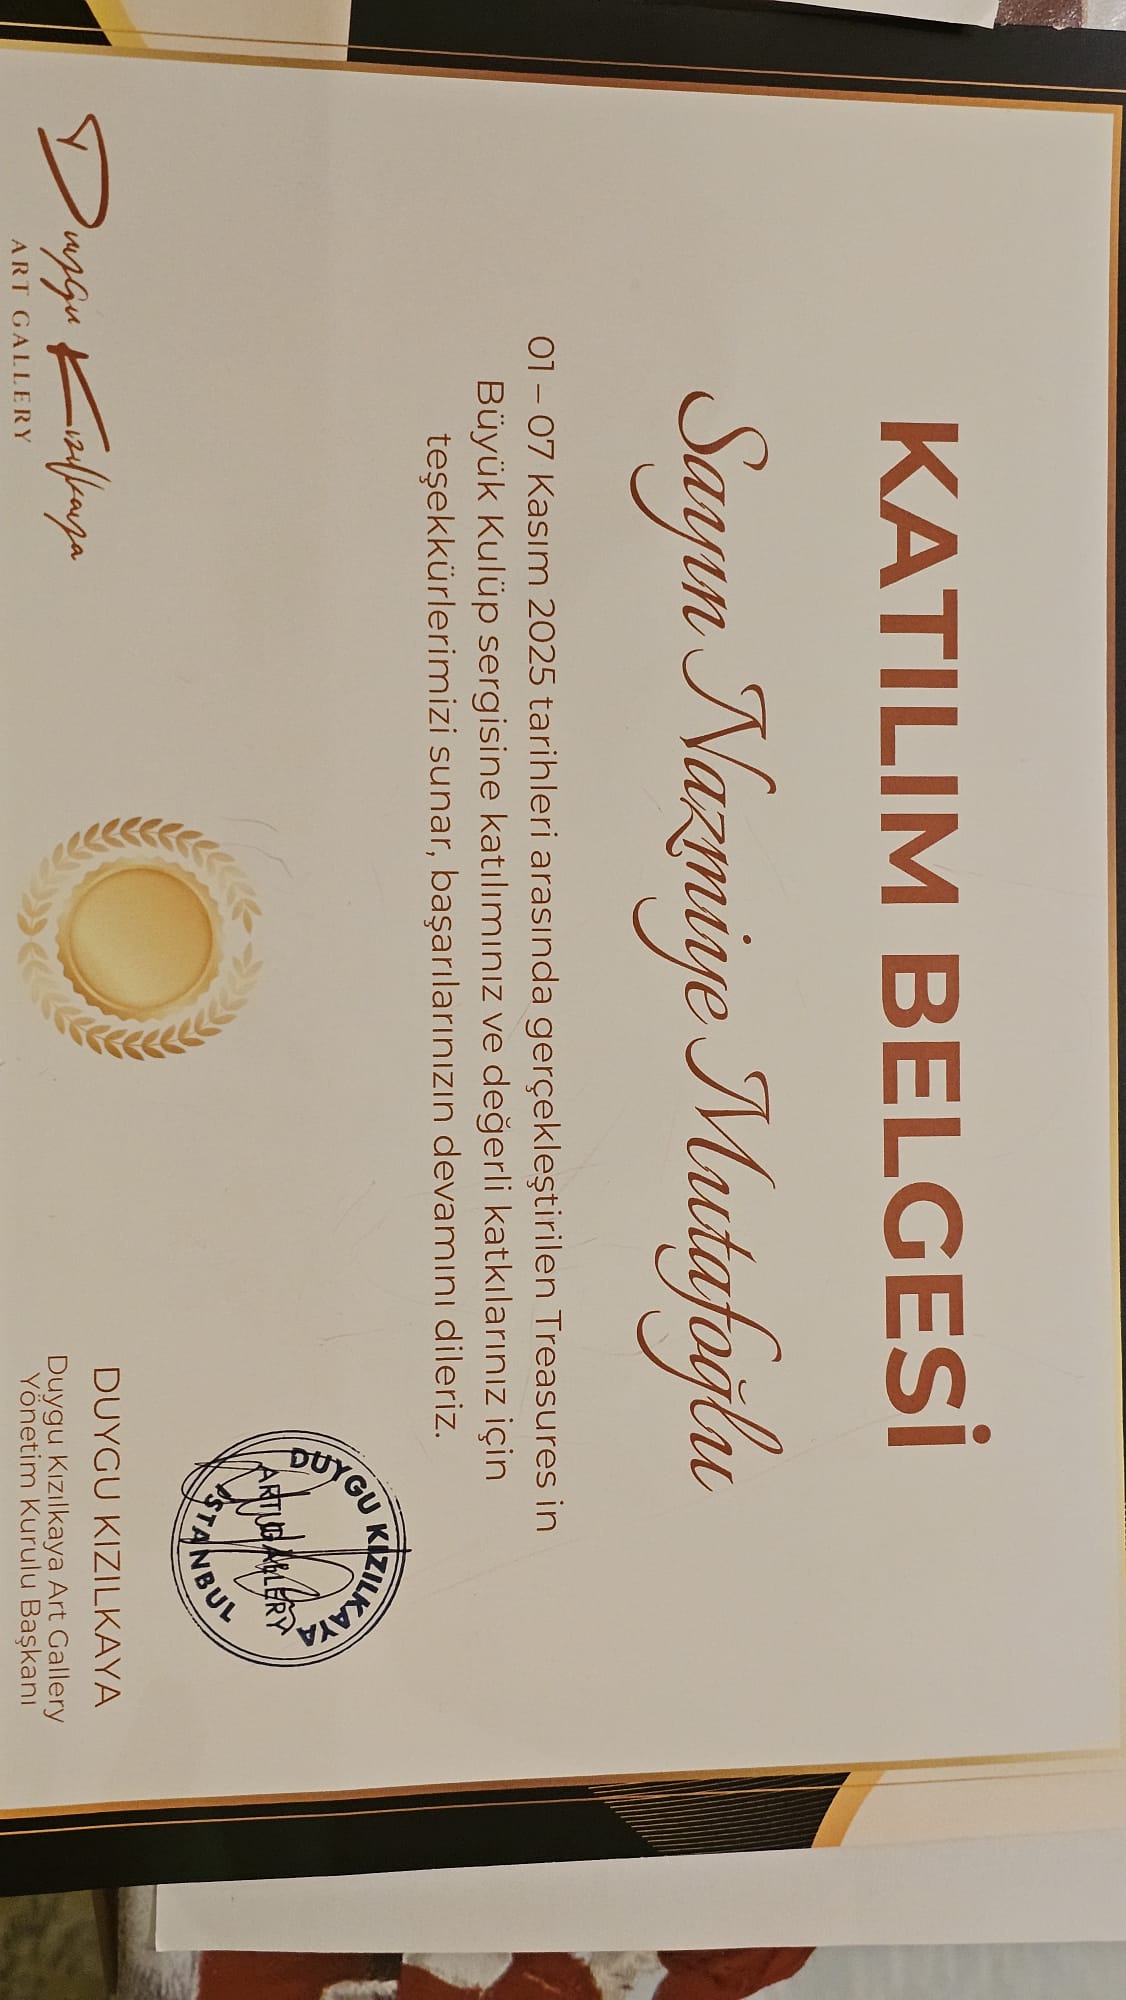 KATILIM BELGESİ
Sayın Nazmiye Mutafoğlu
01 – 07 Kasım 2025 tarihleri arasında gerçekleştirilen Treasures in
Büyük Kulüp sergisine katılımınız ve değerli katkılarınız için
teşekkürlerimizi sunar, başarılarınızın devamını dileriz.
DUYGU KIZILKAYA
ART GALLERY
İSTANBUL
Duygu Kızılkaya
ART GALLERY
DUYGU KIZILKAYA
Duygu Kızılkaya Art Gallery
Yönetim Kurulu Başkanı